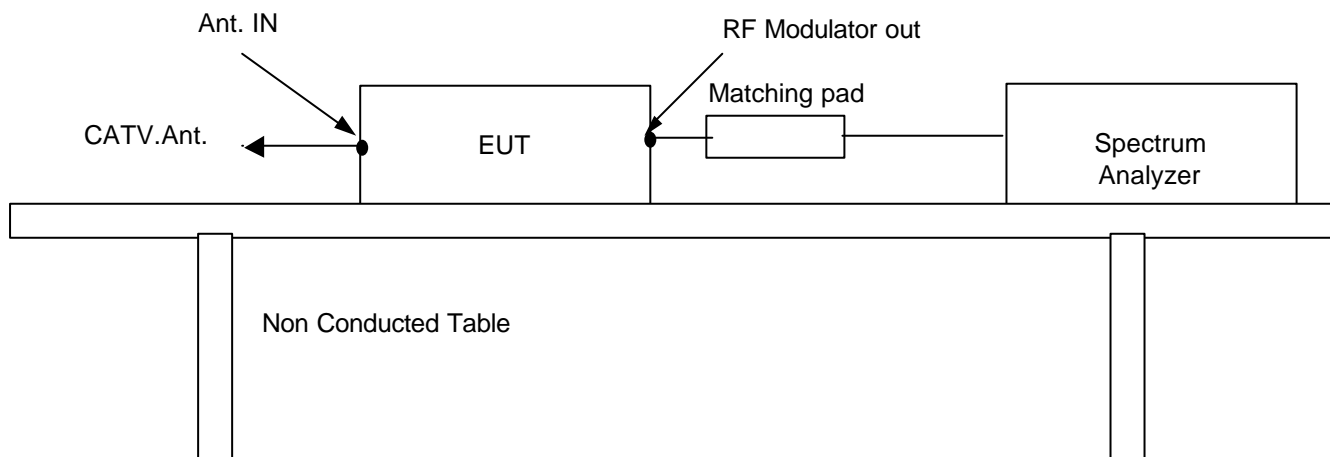 Ant. IN
RF Modulator out
Matching pad
CATV.Ant.
EUT
Spectrum
Analyzer
Non Conducted Table